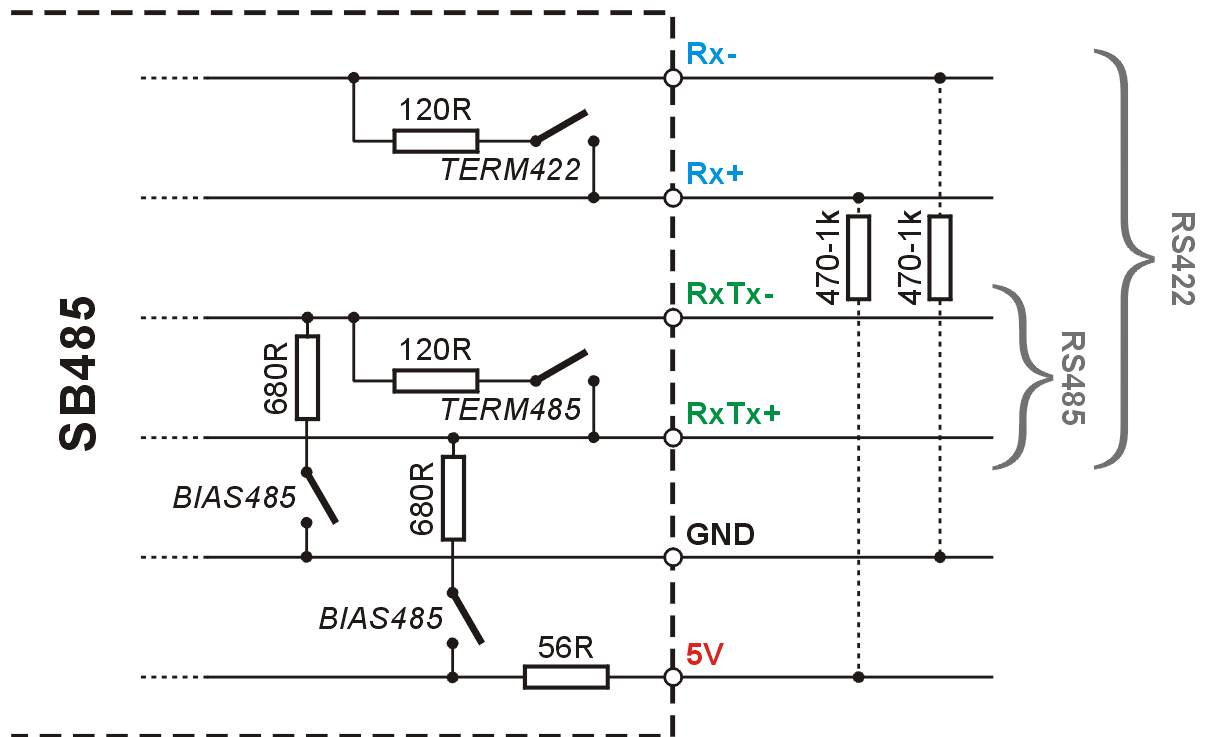 Rx-
120R
TERM422
Rx+
470-1k
470-1k
RS422
SB485
RxTx-
680R
120R
TERM485
RS485
RxTx+
BIAS485
680R
GND
BIAS485
56R
5V